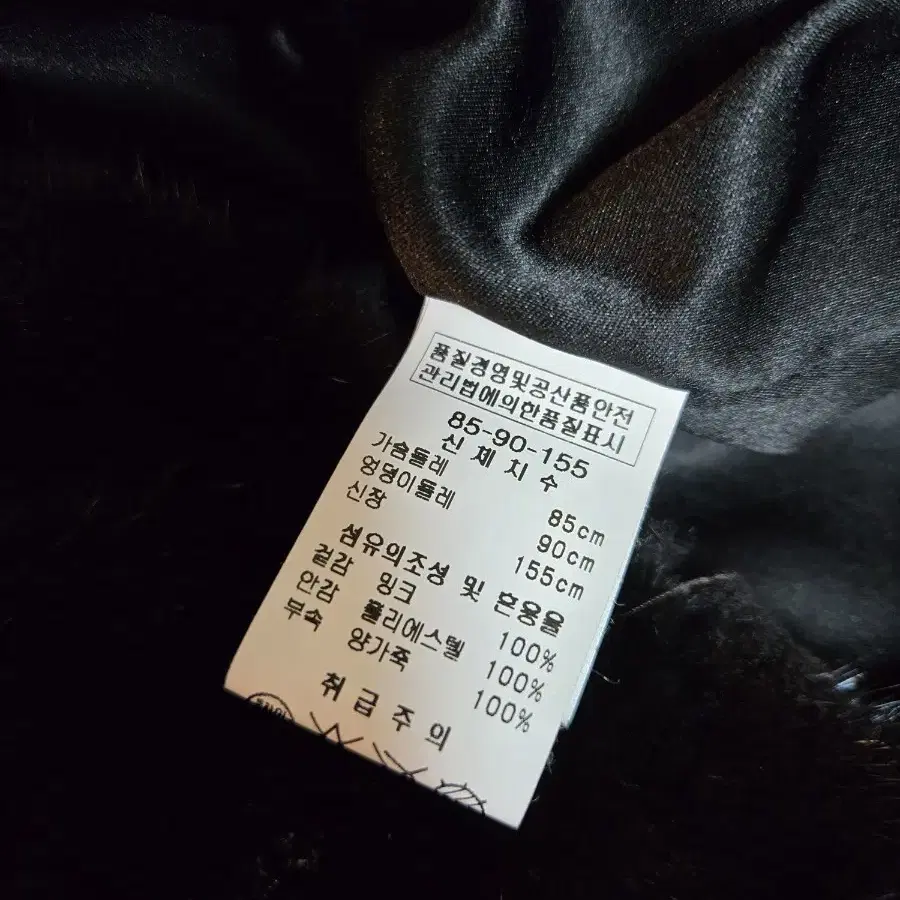 품질경영및공산품안전
관리법에의한품질표시
85-90-155
신 체 치 수
가슴둘레 85cm
엉덩이둘레 90cm
신장 155cm
섬유의조성 및 혼용율
겉감 밍크 100%
안감 폴리에스텔 100%
부속 양가죽 100%
취 급 주 의
드라이